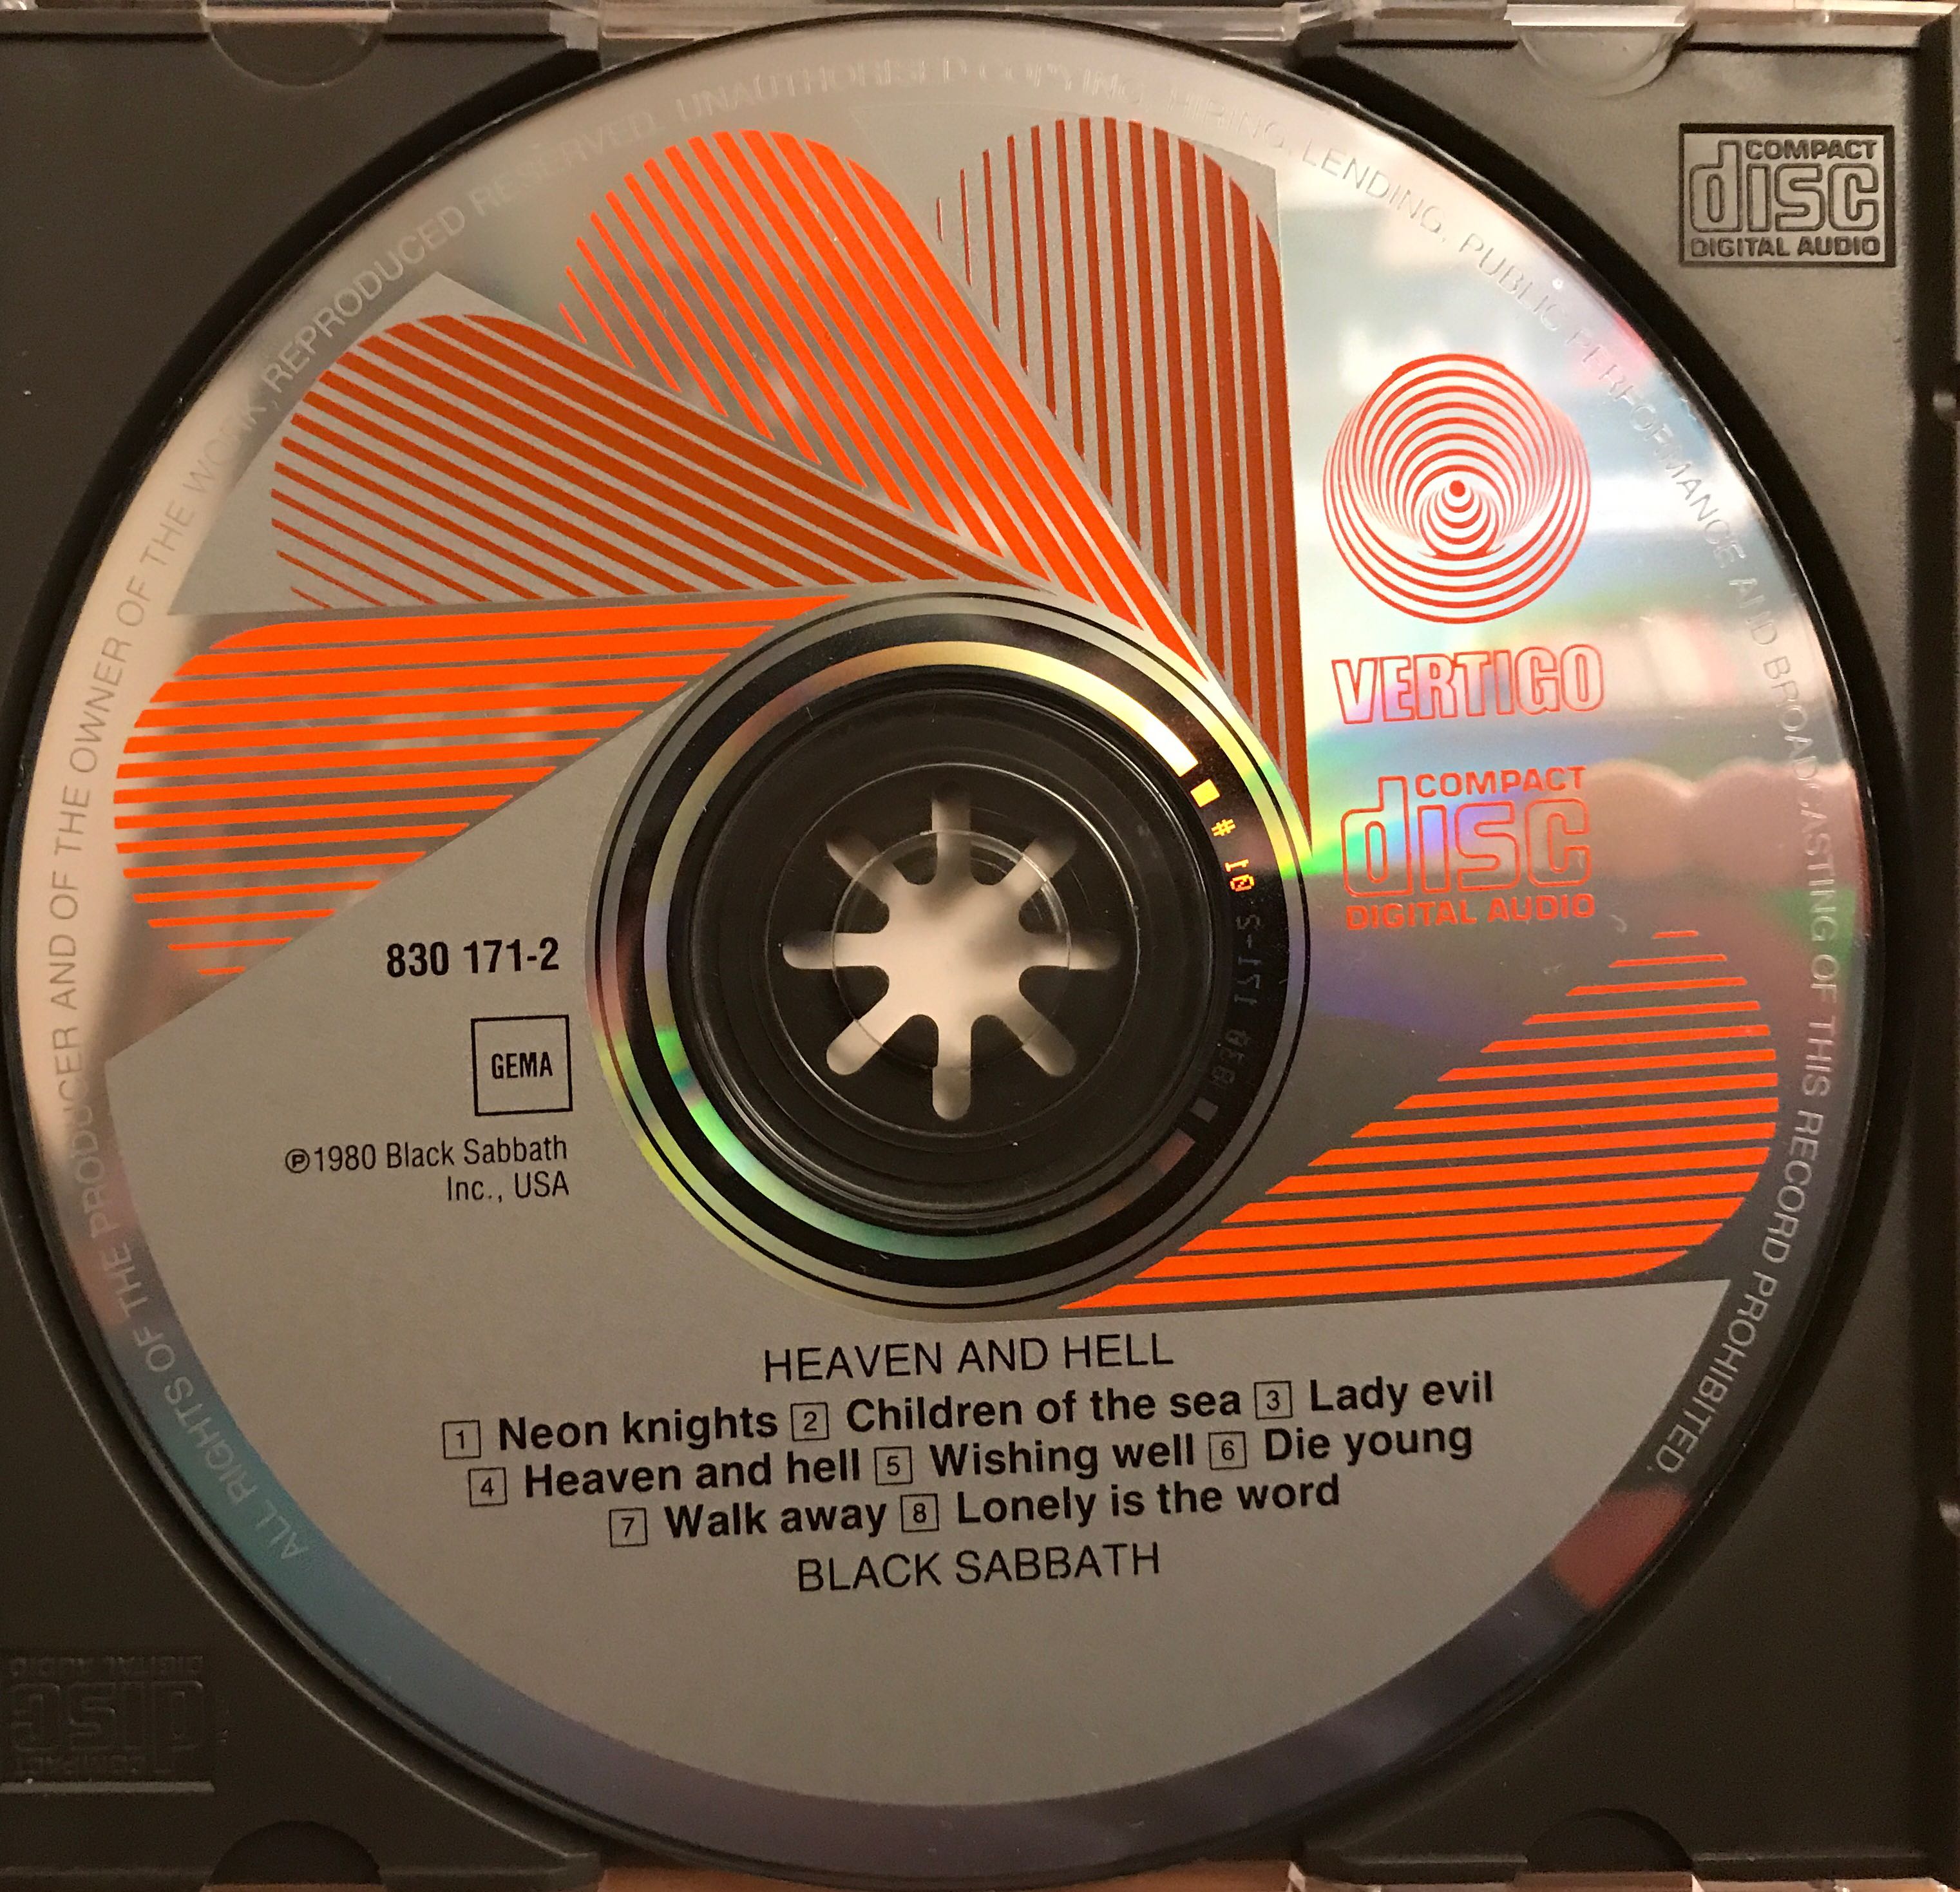 COMPACT
disc
DIGITAL AUDIO
ALL RIGHTS OF THE PRODUCER AND OF THE OWNER OF THE WORK REPRODUCED RESERVED. UNAUTHORISED COPYING, HIRING, LENDING, PUBLIC PERFORMANCE AND BROADCASTING OF THIS RECORD PROHIBITED.
VERTIGO
COMPACT
disc
DIGITAL AUDIO
830 171-2
GEMA
℗1980 Black Sabbath
Inc., USA
HEAVEN AND HELL
1 Neon knights 2 Children of the sea 3 Lady evil
4 Heaven and hell 5 Wishing well 6 Die young
7 Walk away 8 Lonely is the word
BLACK SABBATH
COMPACT
disc
DIGITAL AUDIO